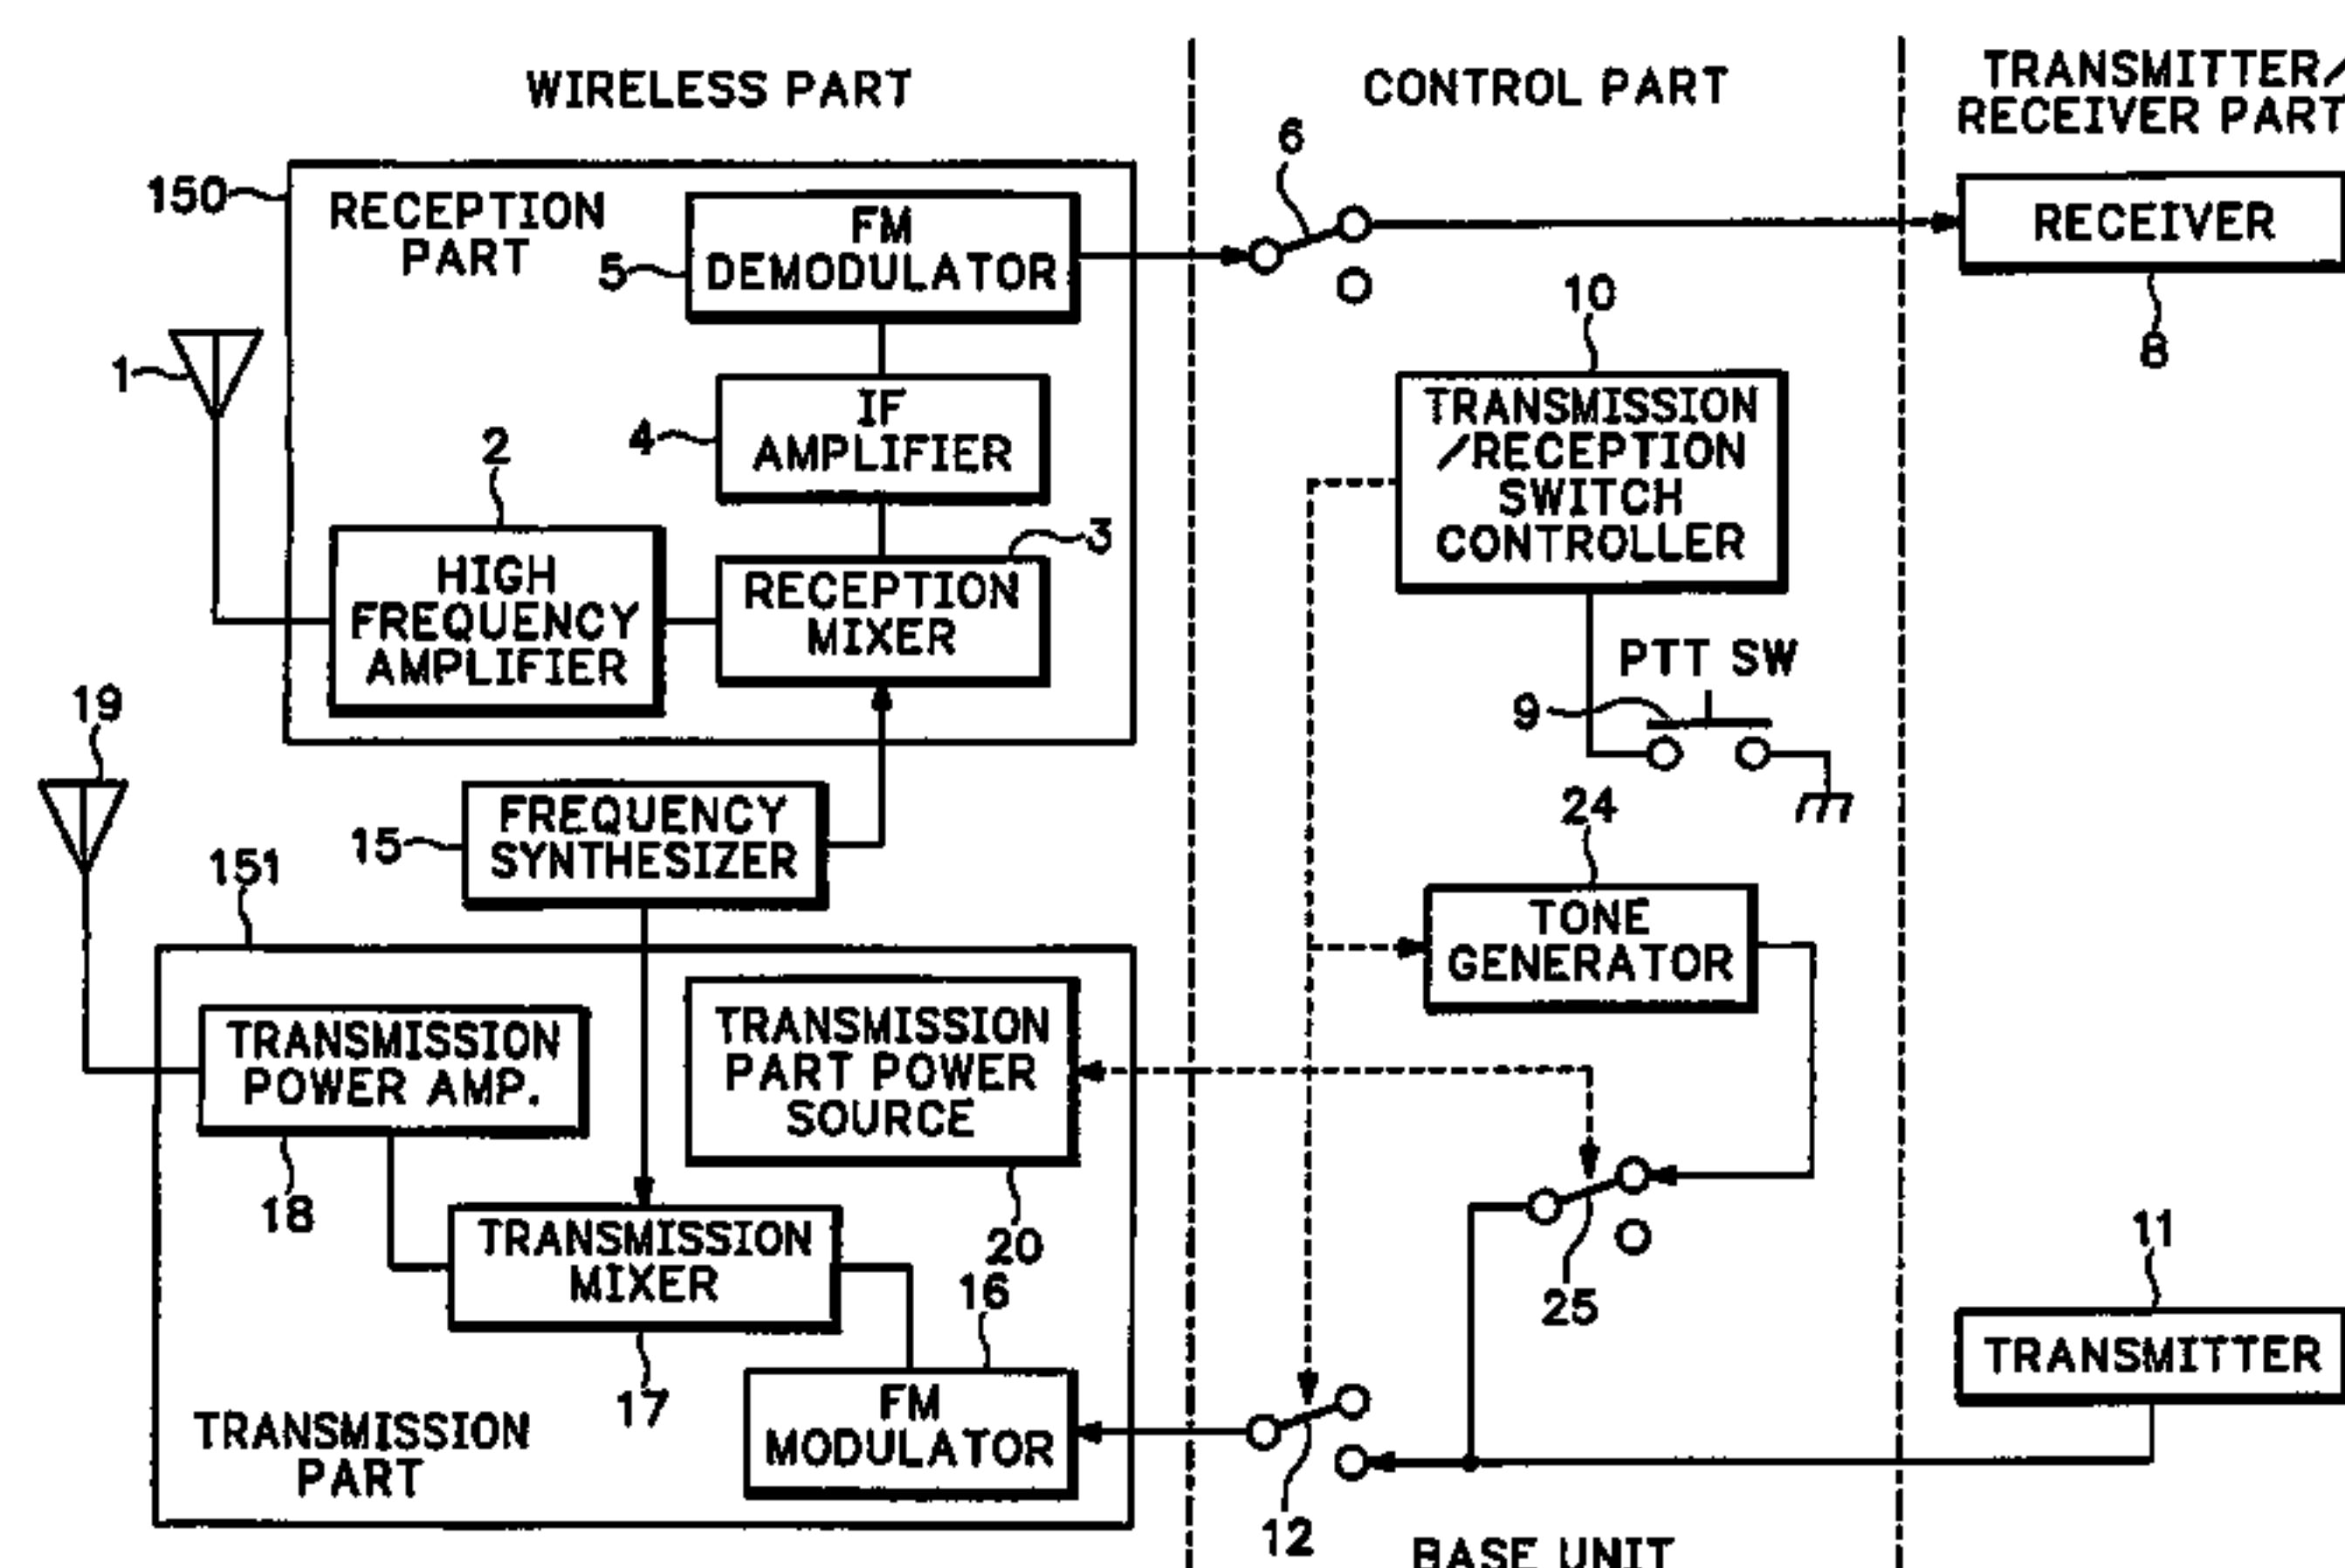 WIRELESS PART
CONTROL PART
TRANSMITTER/
RECEIVER PART
150
RECEPTION
PART
FM
DEMODULATOR
5
6
RECEIVER
8
1
IF
AMPLIFIER
4
2
HIGH
FREQUENCY
AMPLIFIER
3
RECEPTION
MIXER
10
TRANSMISSION
/RECEPTION
SWITCH
CONTROLLER
PTT SW
9
19
15
FREQUENCY
SYNTHESIZER
24
TONE
GENERATOR
151
TRANSMISSION
POWER AMP.
18
TRANSMISSION
PART POWER
SOURCE
20
TRANSMISSION
MIXER
17
16
FM
MODULATOR
TRANSMISSION
PART
25
12
11
TRANSMITTER
BASE UNIT